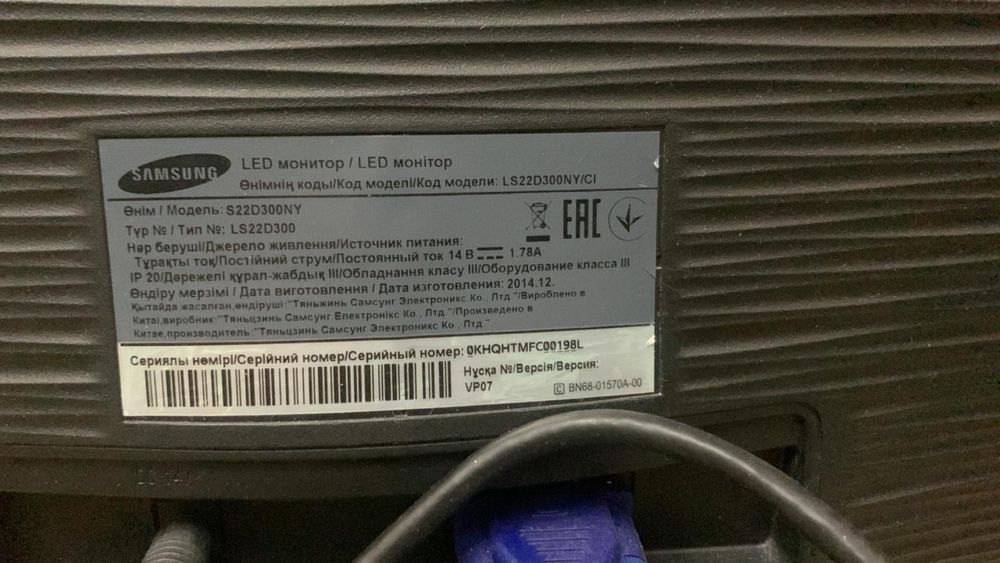 SAMSUNG
LED монитор / LED монітор
Өнімнің коды/Код моделі/Код модели: LS22D300NY/CI
Өнім / Модель: S22D300NY
Түр № / Тип №: LS22D300
Нәр беруші/Джерело живлення/Источник питания:
Тұрақты ток/Постійний струм/Постоянный ток 14 В 1.78A
IP 20/Дәрежелі құрал-жабдық III/Обладнання класу III/Оборудование класса III
Өндіру мерзімі / Дата виготовлення / Дата изготовления: 2014.12.
Қытайда жасалған,өндіруші:"Тяньжинь Самсунг Электроникс Ко., Лтд."/Вироблено в
Китаї,виробник:"Тяньцзінь Самсунг Електронікс Ко., Лтд."/Произведено в
Китае,производитель "Тяньцзинь Самсунг Электроникс Ко., Лтд."
EAC
Сериялы нөмірі/Серійний номер/Серийный номер: 0KHQHTMFC00198L
Нұсқа №/Версія/Версия:
VP07
C BN68-01570A-00